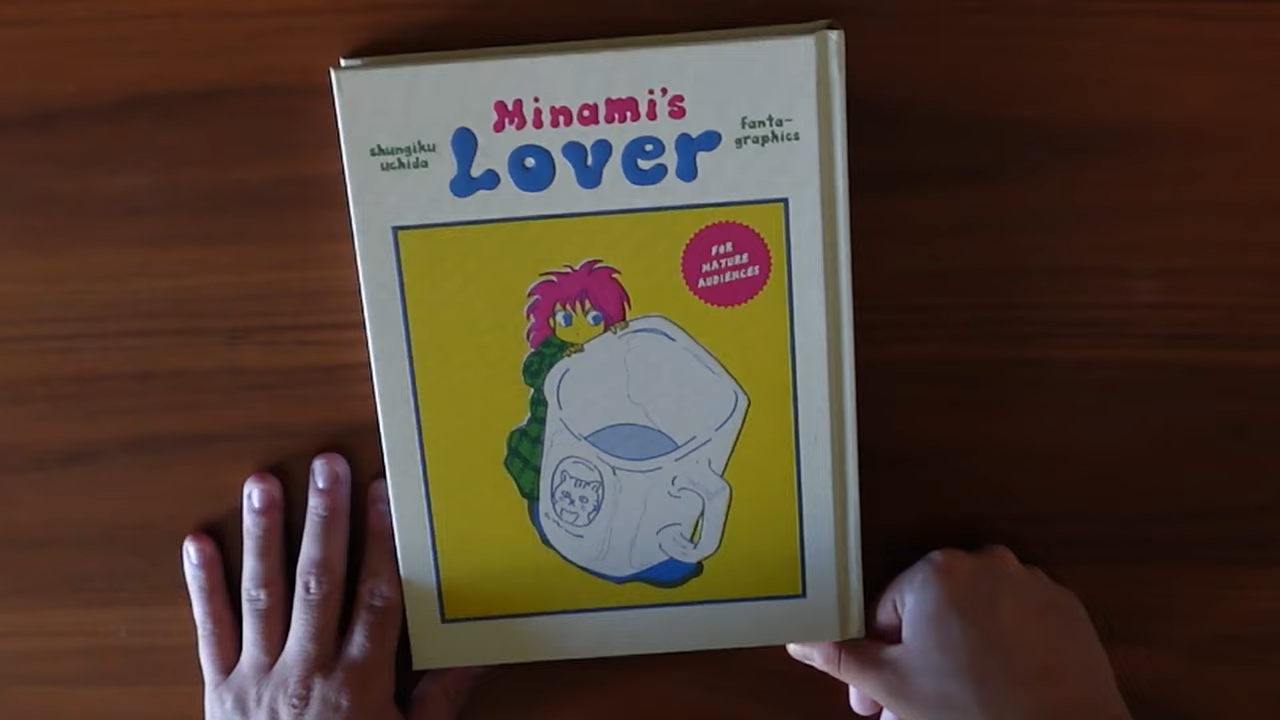 Minami's
Lover
shungiku
uchida
fanta-
graphics
FOR
MATURE
AUDIENCES